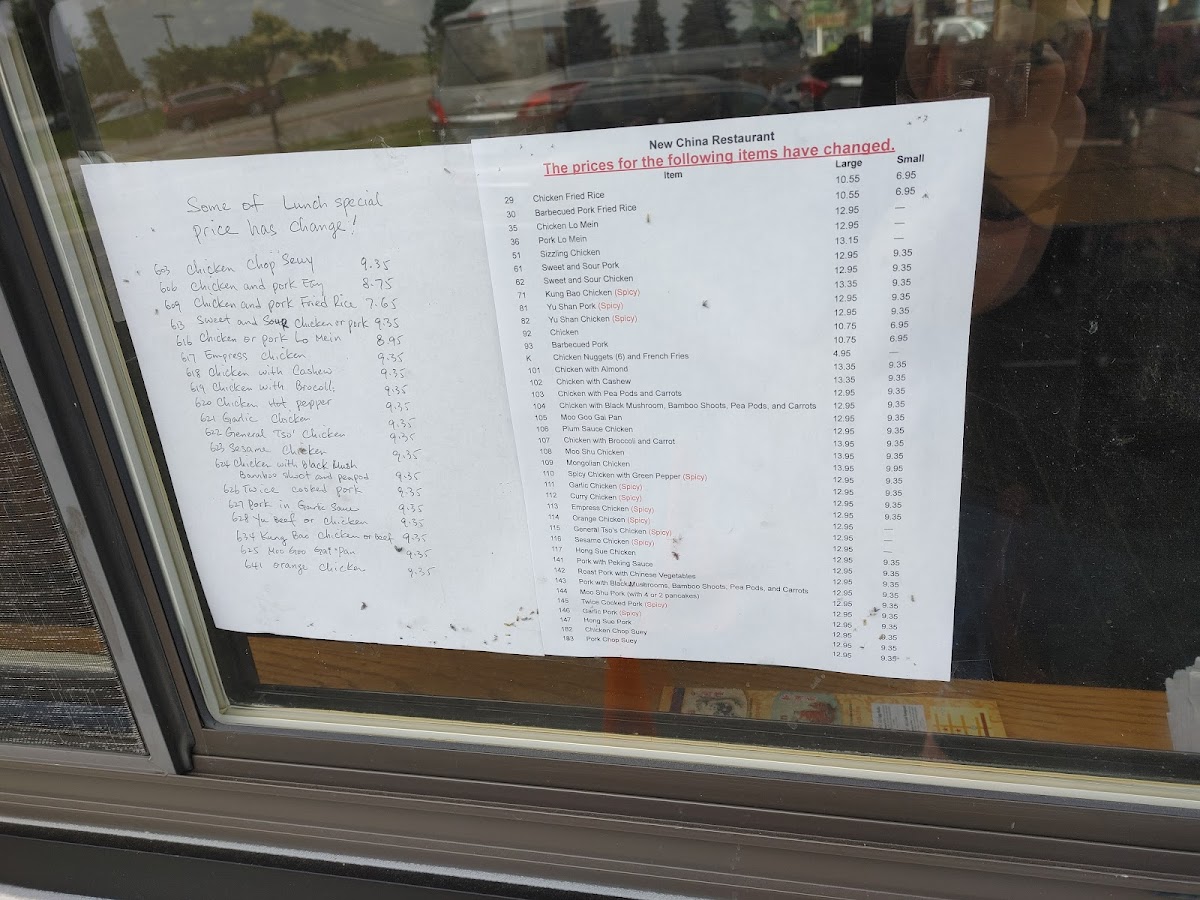 Some of Lunch special
price has change!
603 Chicken Chop Seuy 9.35
606 Chicken and pork Efy 8.75
609 Chicken and pork Fried Rice 7.65
613 Sweet and Sour chicken or pork 9.35
616 Chicken or pork Lo Mein 8.95
617 Empress chicken 9.35
618 Chicken with Cashew 9.35
619 Chicken with Brocoll 9.35
620 Chicken Hot pepper 9.35
621 Garlic Chicken 9.35
622 General Tso' Chicken 9.35
623 Sesame Chicken 9.35
624 Chicken with Black Mush
Bamboo shoot and peapod 9.35
626 Twice cooked pork 9.35
627 Pork in Garlic Sauce 9.35
628 Yu Beef or Chicken 9.35
634 Kung Bao Chicken or beef 9.35
625 Moo Goo Gai Pan 9.35
641 orange chicken 9.35
New China Restaurant
The prices for the following items have changed.
Item Large Small
29 Chicken Fried Rice 10.55 6.95
30 Barbecued Pork Fried Rice 10.55 6.95
35 Chicken Lo Mein 12.95 —
36 Pork Lo Mein 12.95 —
51 Sizzling Chicken 13.15 —
61 Sweet and Sour Pork 12.95 9.35
62 Sweet and Sour Chicken 12.95 9.35
71 Kung Bao Chicken (Spicy) 13.35 9.35
81 Yu Shan Pork (Spicy) 12.95 9.35
82 Yu Shan Chicken (Spicy) 12.95 9.35
92 Chicken 10.75 6.95
93 Barbecued Pork 10.75 6.95
K Chicken Nuggets (6) and French Fries 4.95 —
101 Chicken with Almond 13.35 9.35
102 Chicken with Cashew 13.35 9.35
103 Chicken with Pea Pods and Carrots 12.95 9.35
104 Chicken with Black Mushroom, Bamboo Shoots, Pea Pods, and Carrots 12.95 9.35
105 Moo Goo Gai Pan 12.95 9.35
106 Plum Sauce Chicken 12.95 9.35
107 Chicken with Broccoli and Carrot 13.95 9.35
108 Moo Shu Chicken 13.95 9.35
109 Mongolian Chicken 13.95 9.95
110 Spicy Chicken with Green Pepper (Spicy) 12.95 9.35
111 Garlic Chicken (Spicy) 12.95 9.35
112 Curry Chicken (Spicy) 12.95 9.35
113 Empress Chicken (Spicy) 12.95 9.35
114 Orange Chicken (Spicy) 12.95 —
115 General Tso's Chicken (Spicy) 12.95 —
116 Sesame Chicken (Spicy) 12.95 —
117 Hong Sue Chicken 12.95 9.35
141 Pork with Peking Sauce 12.95 9.35
142 Roast Pork with Chinese Vegetables 12.95 9.35
143 Pork with Black Mushrooms, Bamboo Shoots, Pea Pods, and Carrots 12.95 9.35
144 Moo Shu Pork (with 4 or 2 pancakes) 12.95 9.35
145 Twice Cooked Pork (Spicy) 12.95 9.35
146 Garlic Pork (Spicy) 12.95 9.35
147 Hong Sue Pork 12.95 9.35
182 Chicken Chop Suey 12.95 9.35
183 Pork Chop Suey 12.95 9.35